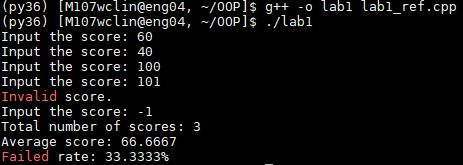 (py36) [M107wclin@eng04, ~/OOP]$ g++ -o lab1 lab1_ref.cpp
(py36) [M107wclin@eng04, ~/OOP]$ ./lab1
Input the score: 60
Input the score: 40
Input the score: 100
Input the score: 101
Invalid score.
Input the score: -1
Total number of scores: 3
Average score: 66.6667
Failed rate: 33.3333%